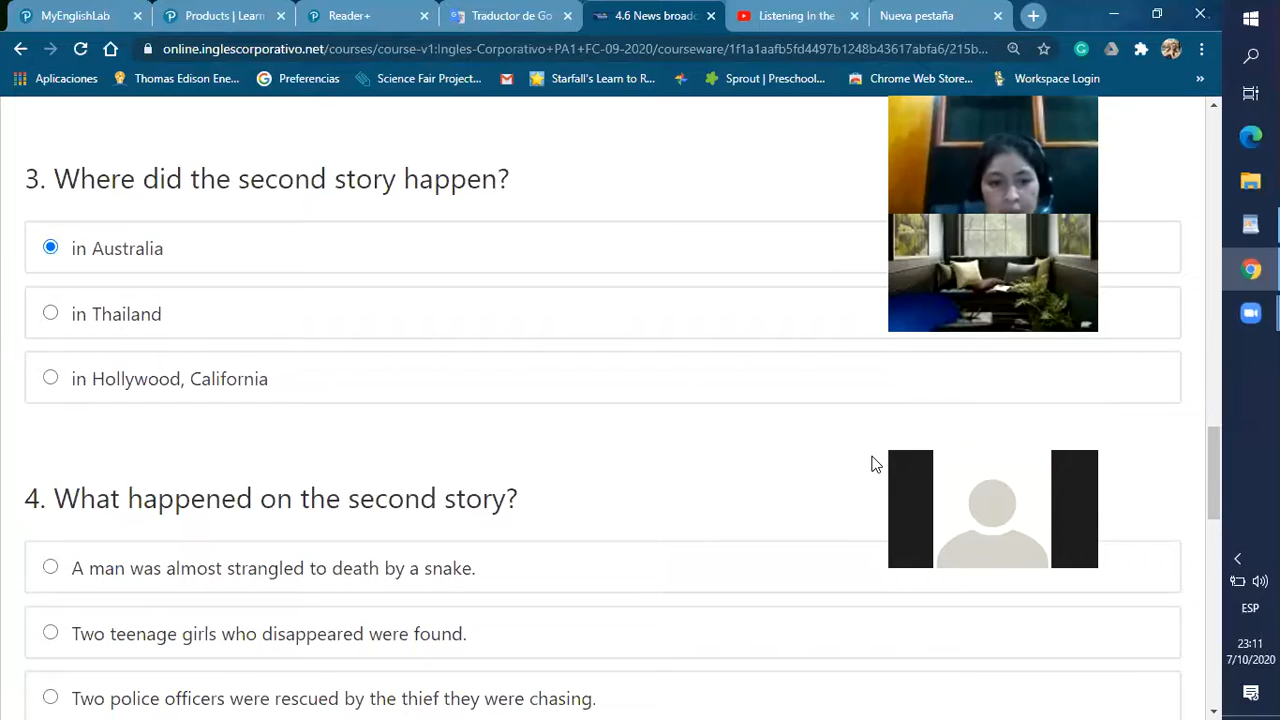 MyEnglishLab
Products | Learn
Reader+
Traductor de Go
4.6 News broadc
Listening In the
Nueva pestaña
online.inglescorporativo.net/courses/course-v1:Ingles-Corporativo+PA1+FC-09-2020/courseware/1f1a1aafb5fd4497b1248b43617abfa6/215b...
Aplicaciones
Thomas Edison Ene...
Preferencias
Science Fair Project...
Starfall's Learn to R...
Sprout | Preschool...
Chrome Web Store...
Workspace Login
»
3. Where did the second story happen?
in Australia
in Thailand
in Hollywood, California
4. What happened on the second story?
A man was almost strangled to death by a snake.
Two teenage girls who disappeared were found.
Two police officers were rescued by the thief they were chasing.
ESP
23:11
7/10/2020